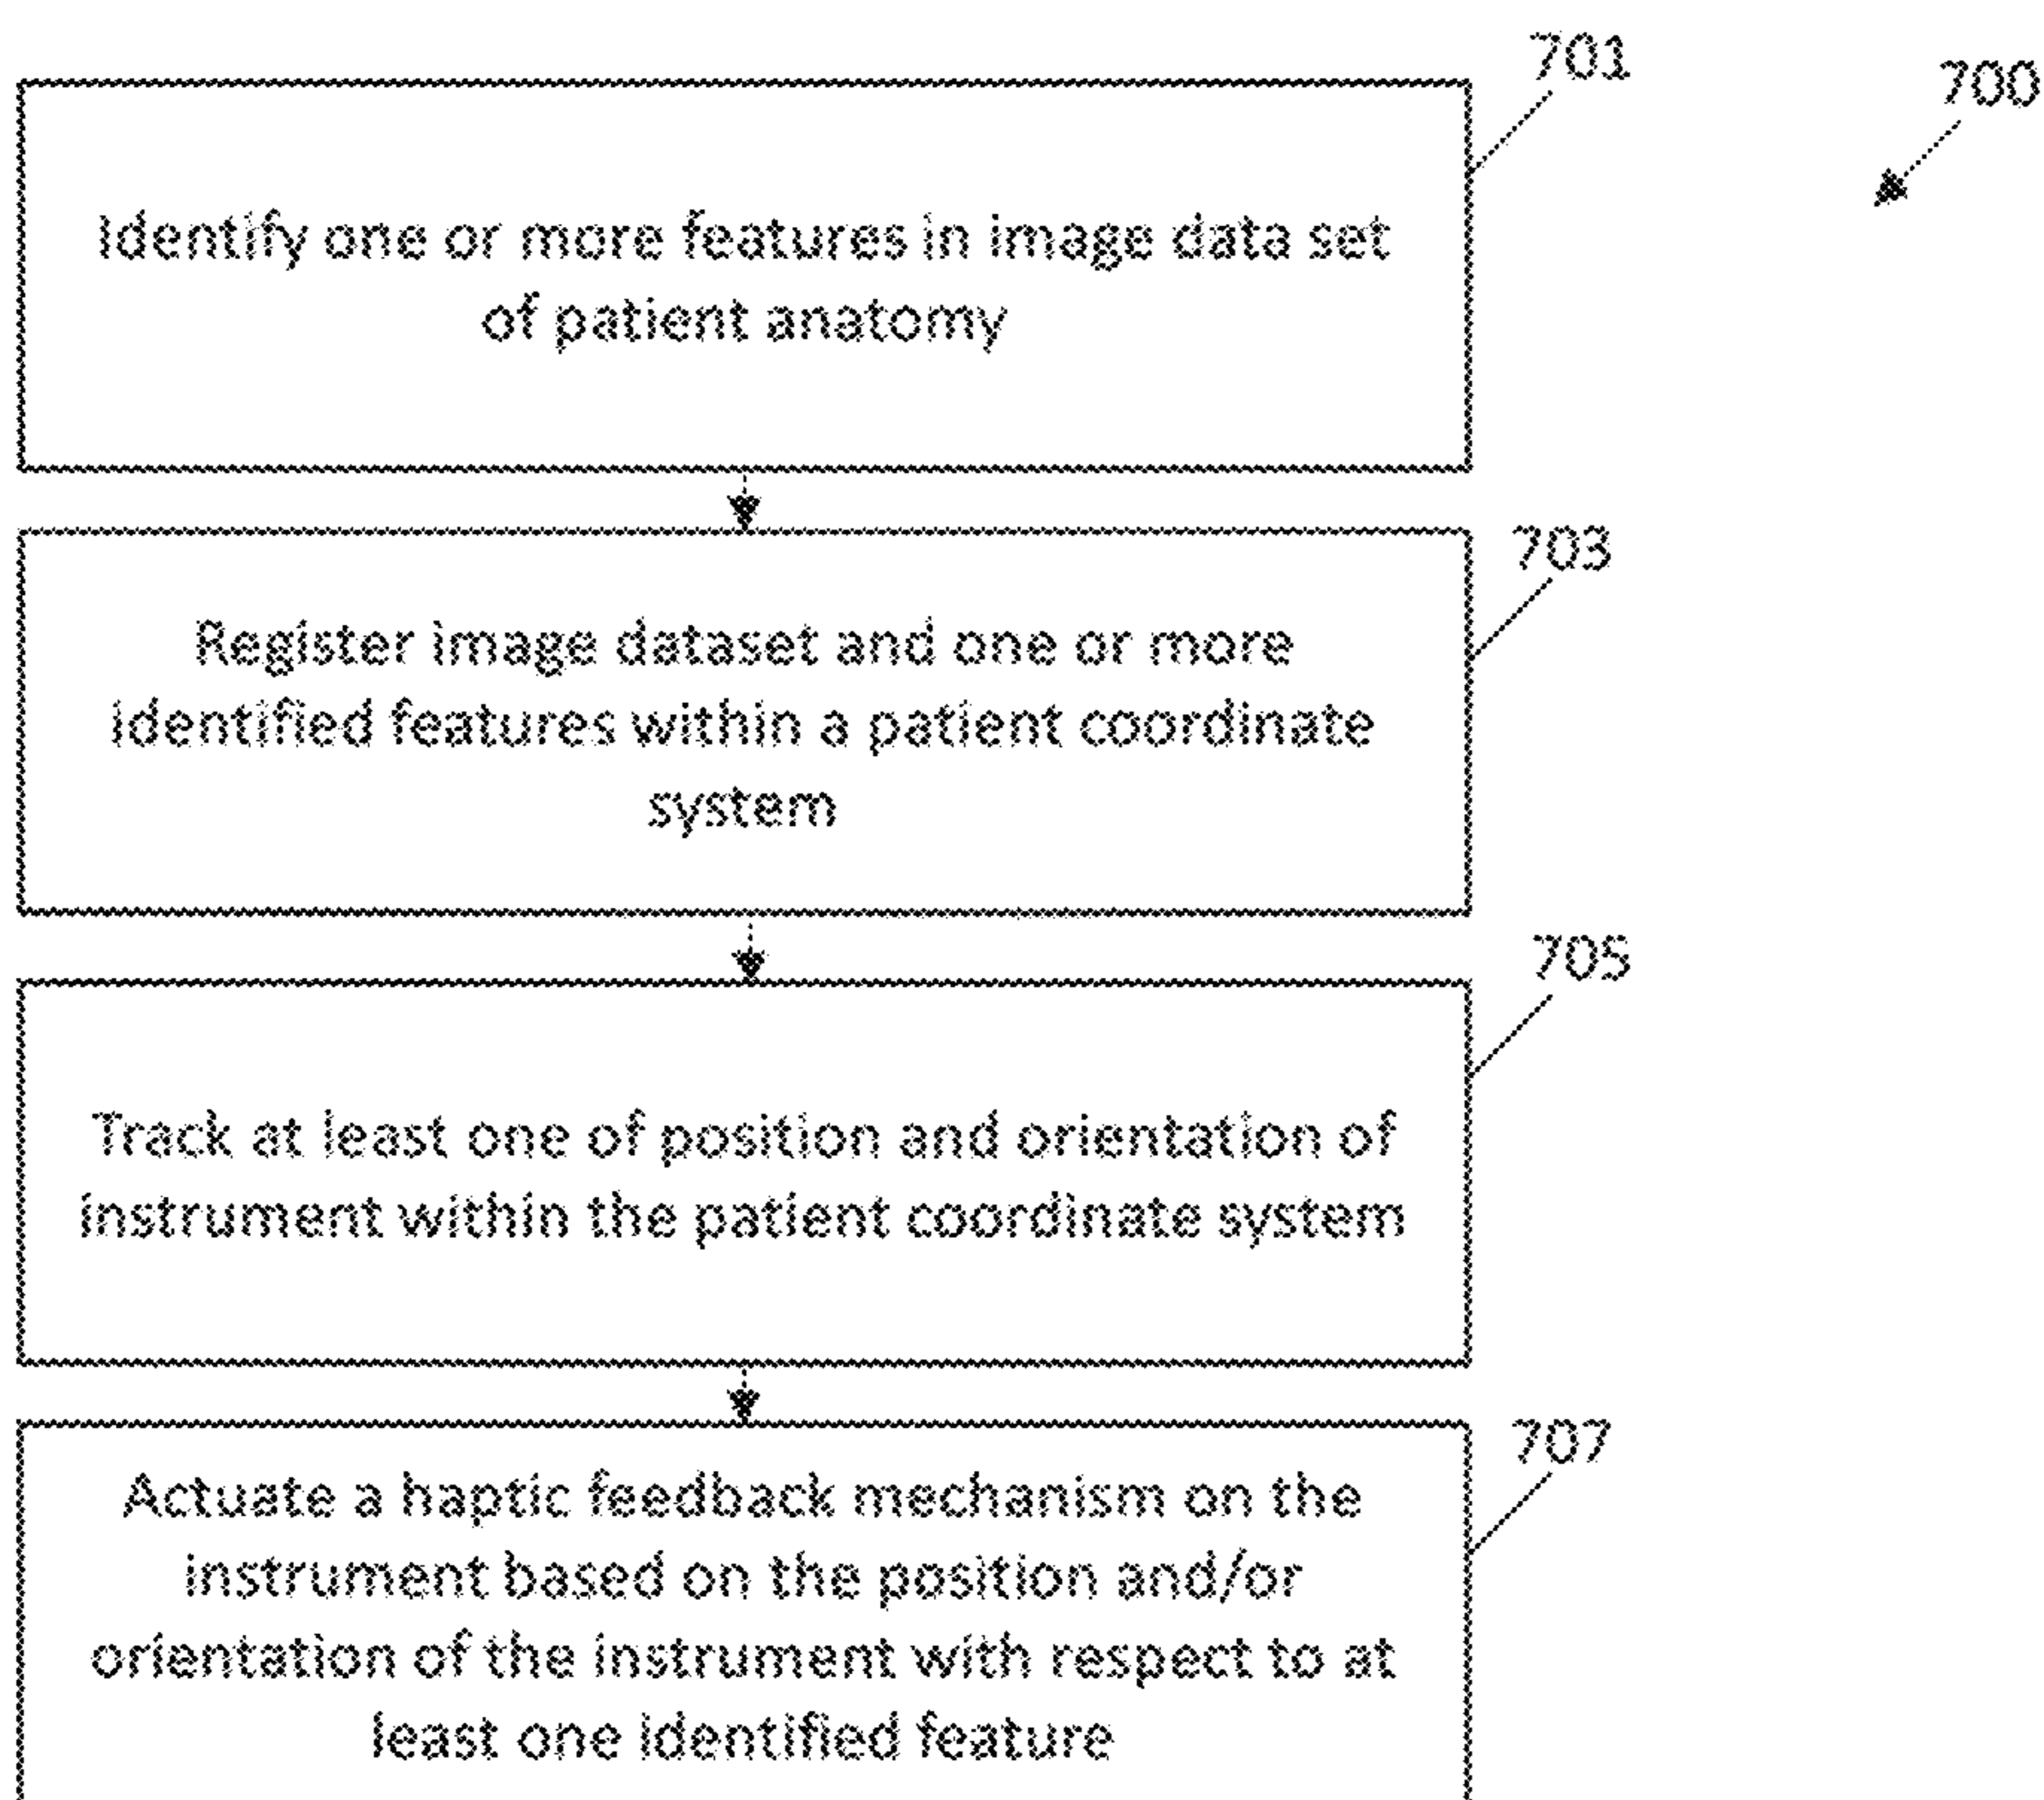 701
700
Identify one or more features in image data set
of patient anatomy
703
Register image dataset and one or more
identified features within a patient coordinate
system
705
Track at least one of position and orientation of
instrument within the patient coordinate system
707
Actuate a haptic feedback mechanism on the
instrument based on the position and/or
orientation of the instrument with respect to at
least one identified feature